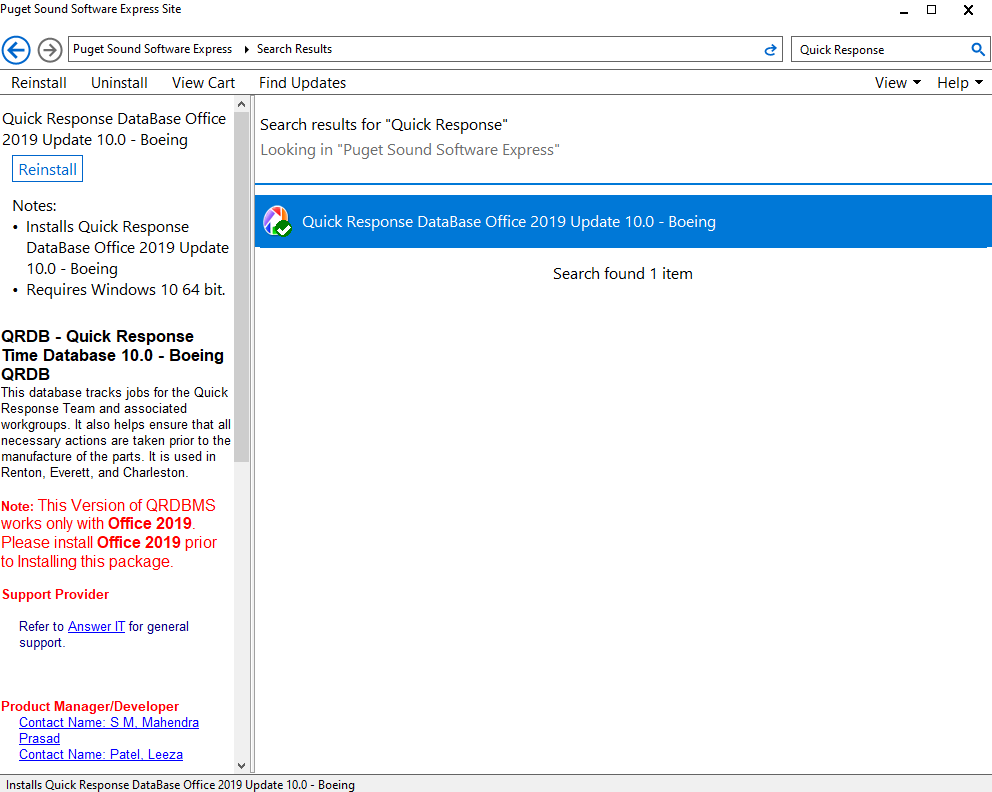 Puget Sound Software Express Site
Puget Sound Software Express Search Results
Quick Response
Reinstall Uninstall View Cart Find Updates View Help
Quick Response DataBase Office
2019 Update 10.0 - Boeing
Reinstall
Notes:
• Installs Quick Response
DataBase Office 2019 Update
10.0 - Boeing
• Requires Windows 10 64 bit.
QRDB - Quick Response
Time Database 10.0 - Boeing
QRDB
This database tracks jobs for the Quick
Response Team and associated
workgroups. It also helps ensure that all
necessary actions are taken prior to the
manufacture of the parts. It is used in
Renton, Everett, and Charleston.
Note: This Version of QRDBMS
works only with Office 2019.
Please install Office 2019 prior
to Installing this package.
Support Provider
Refer to Answer IT for general
support.
Product Manager/Developer
Contact Name: S M, Mahendra
Prasad
Contact Name: Patel, Leeza
Search results for "Quick Response"
Looking in "Puget Sound Software Express"
Quick Response DataBase Office 2019 Update 10.0 - Boeing
Search found 1 item
Installs Quick Response DataBase Office 2019 Update 10.0 - Boeing